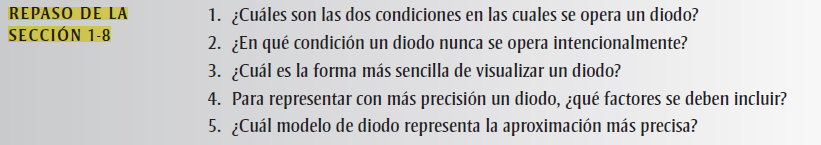 REPASO DE LA
SECCIÓN 1-8
1. ¿Cuáles son las dos condiciones en las cuales se opera un diodo?
2. ¿En qué condición un diodo nunca se opera intencionalmente?
3. ¿Cuál es la forma más sencilla de visualizar un diodo?
4. Para representar con más precisión un diodo, ¿qué factores se deben incluir?
5. ¿Cuál modelo de diodo representa la aproximación más precisa?